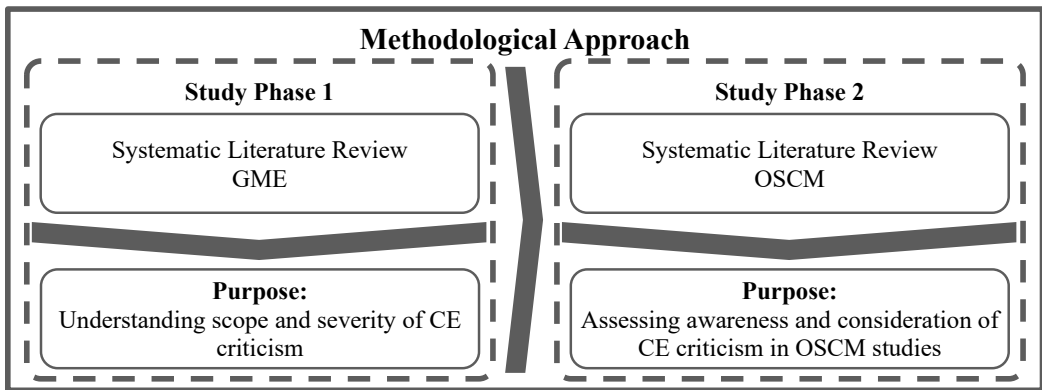 Methodological Approach
Study Phase 1
Systematic Literature Review
GME
Purpose:
Understanding scope and severity of CE
criticism
Study Phase 2
Systematic Literature Review
OSCM
Purpose:
Assessing awareness and consideration of
CE criticism in OSCM studies